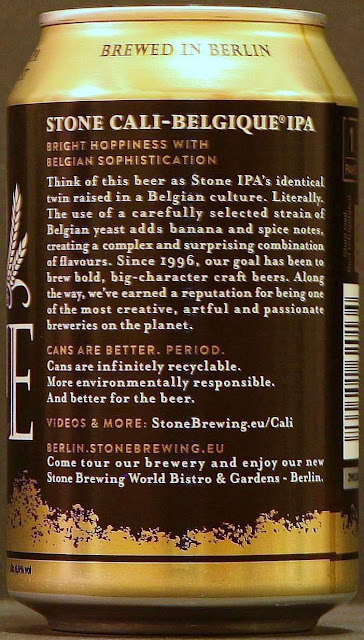 BREWED IN BERLIN
STONE CALI-BELGIQUE® IPA
BRIGHT HOPPINESS WITH
BELGIAN SOPHISTICATION
Think of this beer as Stone IPA's identical
twin raised in a Belgian culture. Literally.
The use of a carefully selected strain of
Belgian yeast adds banana and spice notes,
creating a complex and surprising combination
of flavours. Since 1996, our goal has been to
brew bold, big-character craft beers. Along
the way, we've earned a reputation for being one
of the most creative, artful and passionate
breweries on the planet.
CANS ARE BETTER. PERIOD.
Cans are infinitely recyclable.
More environmentally responsible.
And better for the beer.
VIDEOS & MORE: StoneBrewing.eu/Cali
BERLIN.STONEBREWING.EU
Come tour our brewery and enjoy our new
Stone Brewing World Bistro & Gardens - Berlin.
E